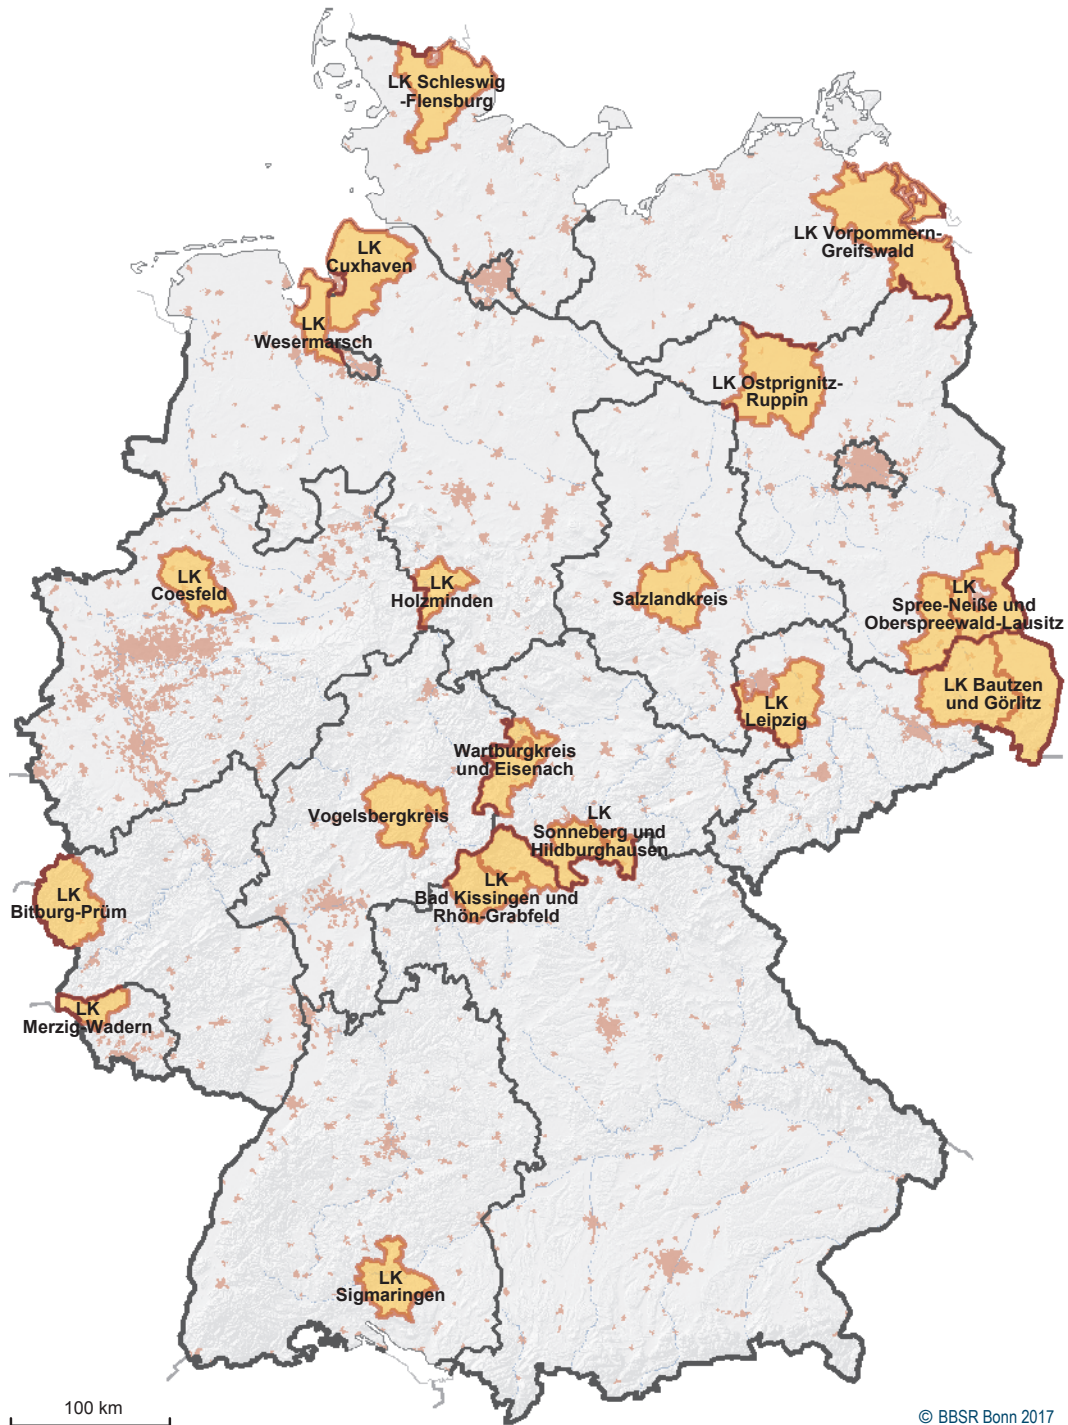 LK Schleswig
-Flensburg
LK Vorpommern-
Greifswald
LK
Cuxhaven
LK
Wesermarsch
LK Ostprignitz-
Ruppin
LK
Coesfeld
LK
Holzminden
Salzlandkreis
LK
Spree-Neiße und
Oberspreewald-Lausitz
LK Bautzen
und Görlitz
LK
Leipzig
Wartburgkreis
und Eisenach
Vogelsbergkreis
LK
Sonneberg und
Hildburghausen
LK
Bad Kissingen und
Rhön-Grabfeld
LK
Bitburg-Prüm
LK
Merzig-Wadern
LK
Sigmaringen
100 km
© BBSR Bonn 2017